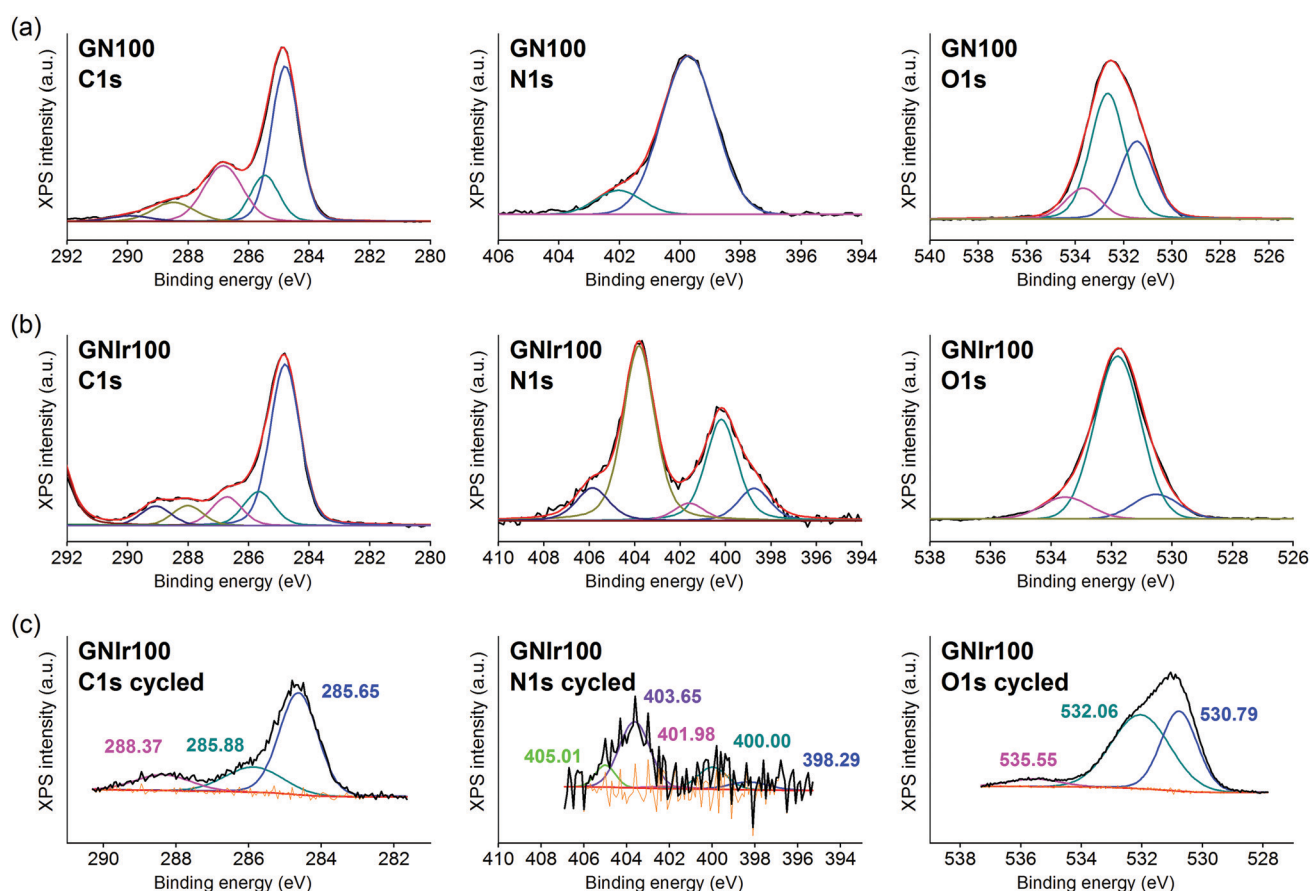 (a)
GN100
C1s
XPS intensity (a.u.)
292 290 288 286 284 282 280
Binding energy (eV)
GN100
N1s
XPS intensity (a.u.)
406 404 402 400 398 396 394
Binding energy (eV)
GN100
O1s
XPS intensity (a.u.)
540 538 536 534 532 530 528 526
Binding energy (eV)
(b)
GNIr100
C1s
XPS intensity (a.u.)
292 290 288 286 284 282 280
Binding energy (eV)
GNIr100
N1s
XPS intensity (a.u.)
410 408 406 404 402 400 398 396 394
Binding energy (eV)
GNIr100
O1s
XPS intensity (a.u.)
538 536 534 532 530 528 526
Binding energy (eV)
(c)
GNIr100
C1s cycled
285.65
288.37
285.88
XPS intensity (a.u.)
290 288 286 284 282
Binding energy (eV)
GNIr100
N1s cycled
403.65
401.98
400.00
405.01
398.29
XPS intensity (a.u.)
410 408 406 404 402 400 398 396 394
Binding energy (eV)
GNIr100
O1s cycled
532.06
530.79
535.55
XPS intensity (a.u.)
538 536 534 532 530 528
Binding energy (eV)